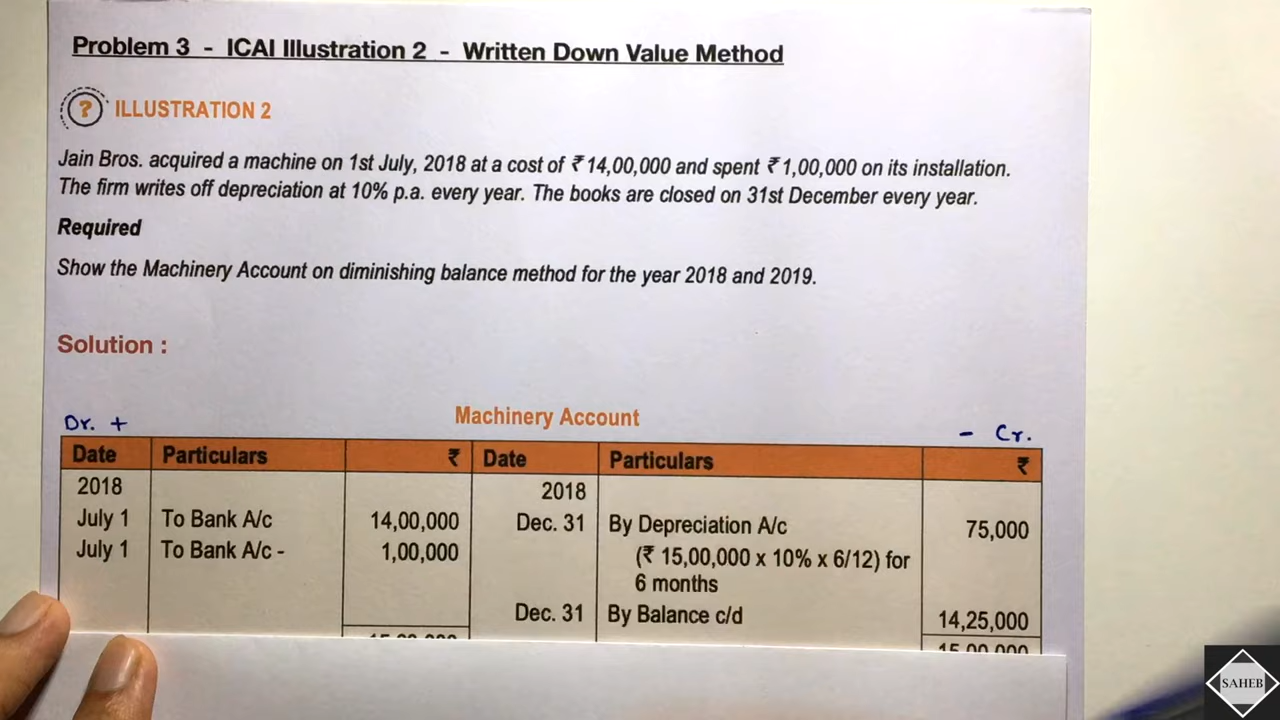 Problem 3 - ICAI Illustration 2 - Written Down Value Method
? ILLUSTRATION 2
Jain Bros. acquired a machine on 1st July, 2018 at a cost of ₹ 14,00,000 and spent ₹ 1,00,000 on its installation.
The firm writes off depreciation at 10% p.a. every year. The books are closed on 31st December every year.
Required
Show the Machinery Account on diminishing balance method for the year 2018 and 2019.
Solution :
Dr. + Machinery Account - Cr.
Date Particulars ₹ Date Particulars ₹
2018 2018
July 1 To Bank A/c 14,00,000 Dec. 31 By Depreciation A/c 75,000
July 1 To Bank A/c - 1,00,000 (₹ 15,00,000 x 10% x 6/12) for
6 months
Dec. 31 By Balance c/d 14,25,000
15,00,000 15,00,000
SAHEB